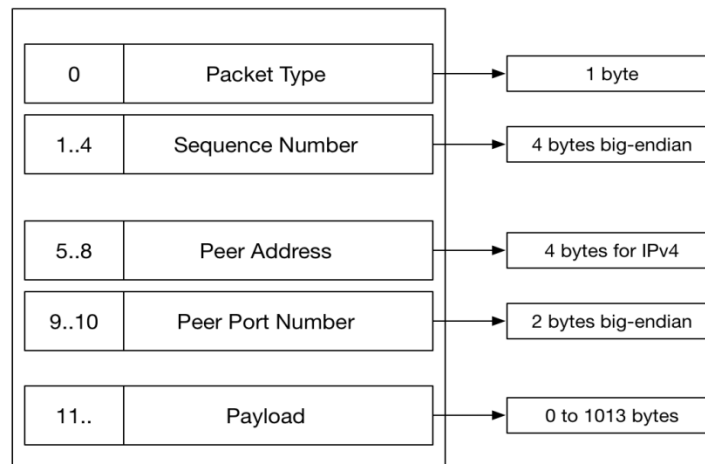 0 Packet Type 1 byte
1..4 Sequence Number 4 bytes big-endian
5..8 Peer Address 4 bytes for IPv4
9..10 Peer Port Number 2 bytes big-endian
11.. Payload 0 to 1013 bytes